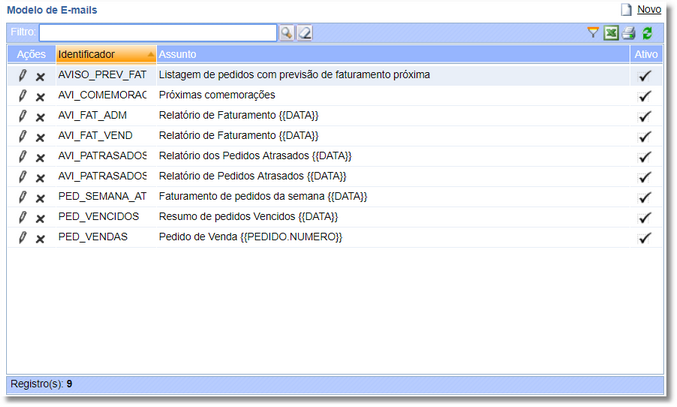 Modelo de E-mails Novo
Filtro:
Ações Identificador Assunto Ativo
AVISO_PREV_FAT Listagem de pedidos com previsão de faturamento próxima
AVI_COMEMORAC Próximas comemorações
AVI_FAT_ADM Relatório de Faturamento {{DATA}}
AVI_FAT_VEND Relatório de Faturamento {{DATA}}
AVI_PATRASADOS Relatório dos Pedidos Atrasados {{DATA}}
AVI_PATRASADOS Relatório de Pedidos Atrasados {{DATA}}
PED_SEMANA_AT Faturamento de pedidos da semana {{DATA}}
PED_VENCIDOS Resumo de pedidos Vencidos {{DATA}}
PED_VENDAS Pedido de Venda {{PEDIDO.NUMERO}}
Registro(s): 9